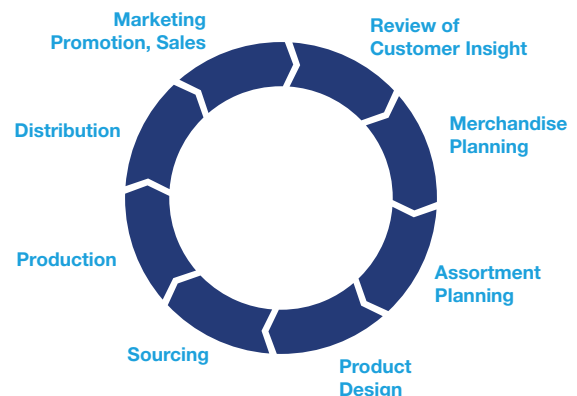 Marketing
Promotion, Sales
Review of
Customer Insight
Merchandise
Planning
Assortment
Planning
Product
Design
Sourcing
Production
Distribution